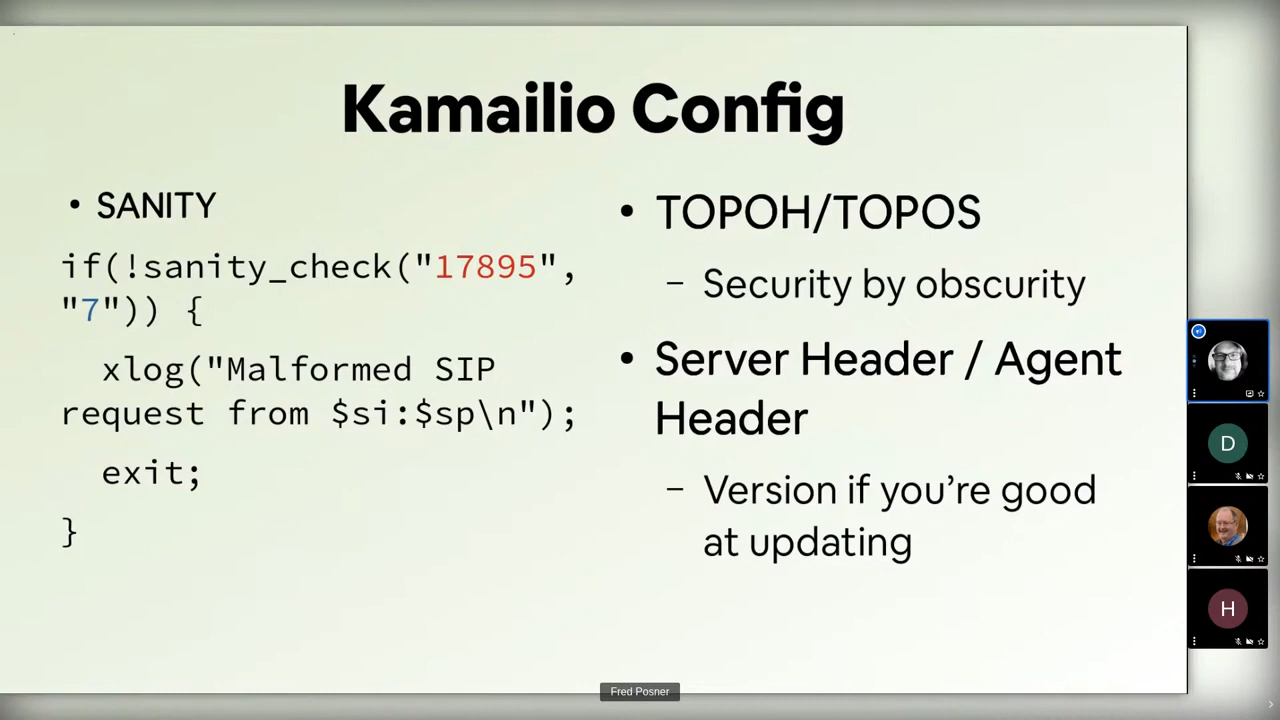 Kamailio Config
• SANITY
if(!sanity_check("17895",
"7")) {
xlog("Malformed SIP
request from $si:$sp\n");
exit;
}
• TOPOH/TOPOS
– Security by obscurity
• Server Header / Agent
Header
– Version if you’re good
at updating
D
H
Fred Posner